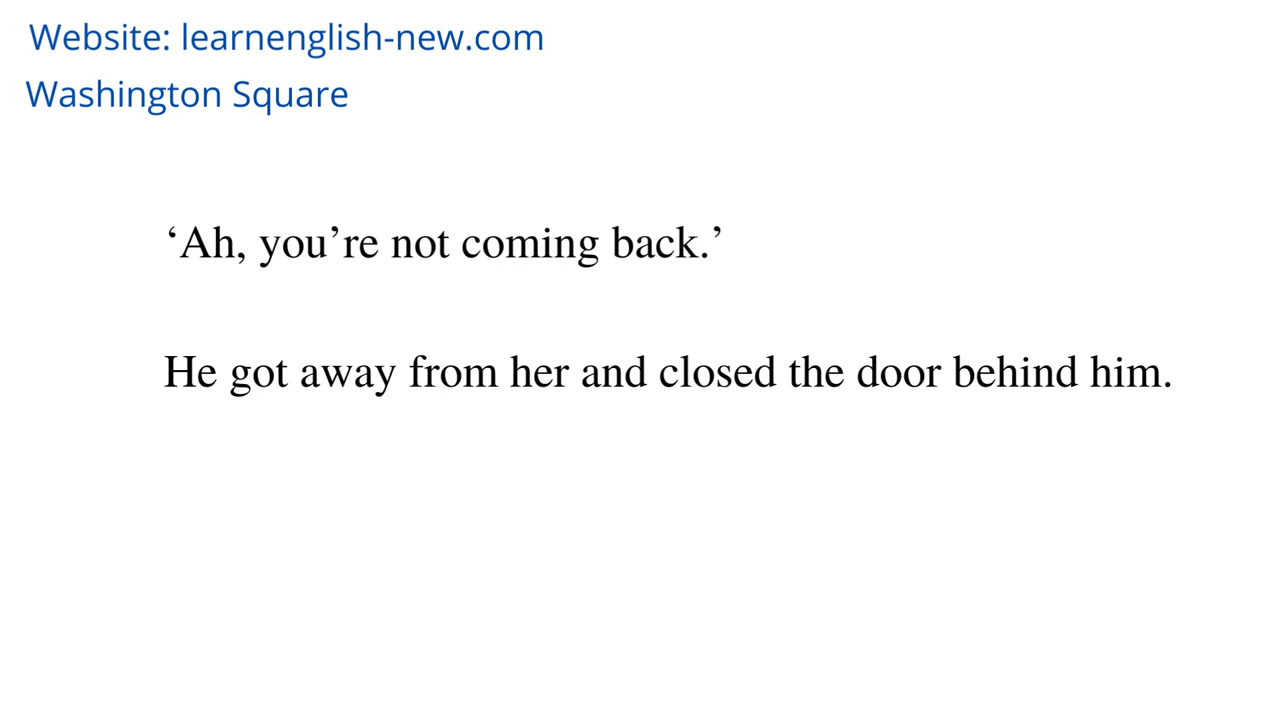 Website: learnenglish-new.com
Washington Square
‘Ah, you’re not coming back.’
He got away from her and closed the door behind him.